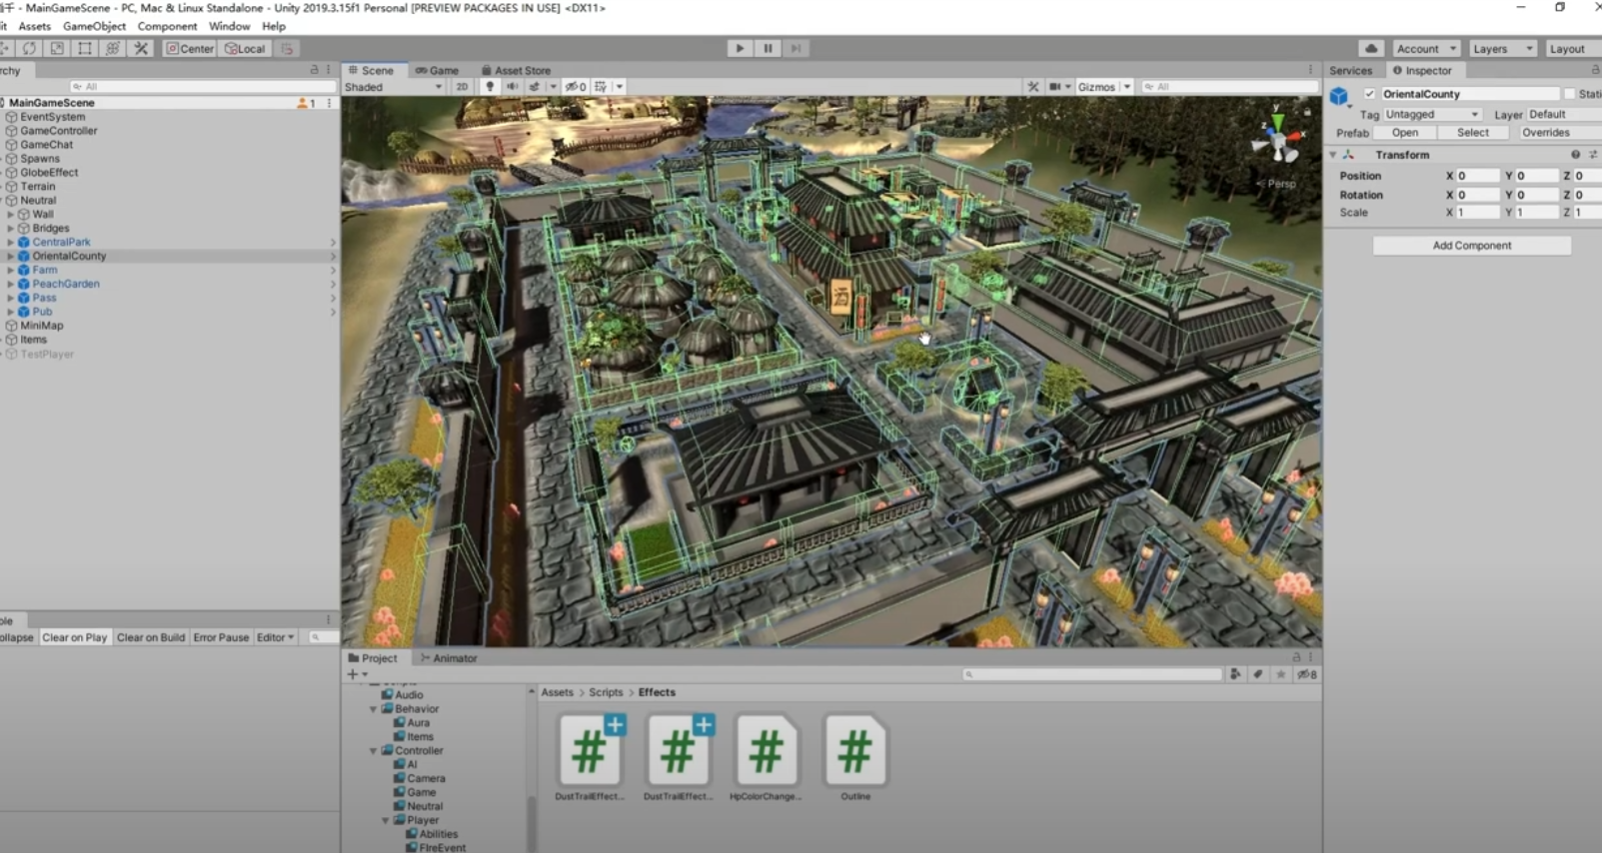 千 - MainGameScene - PC, Mac & Linux Standalone - Unity 2019.3.15f1 Personal [PREVIEW PACKAGES IN USE] <DX11>
it Assets GameObject Component Window Help
Center Local Account Layers Layout
rchy
All
MainGameScene 1
EventSystem
GameController
GameChat
Spawns
GlobeEffect
Terrain
Neutral
Wall
Bridges
CentralPark
OrientalCounty
Farm
PeachGarden
Pass
Pub
MiniMap
Items
TestPlayer
Scene Game Asset Store
Shaded 2D 0 Gizmos All
y
x
z
Persp
酒
Services Inspector
OrientalCounty Stati
Tag Untagged Layer Default
Prefab Open Select Overrides
Transform
Position X 0 Y 0 Z 0
Rotation X 0 Y 0 Z 0
Scale X 1 Y 1 Z 1
Add Component
ole
ollapse Clear on Play Clear on Build Error Pause Editor
Project Animator
8
Audio
Behavior
Aura
Items
Controller
AI
Camera
Game
Neutral
Player
Abilities
FIreEvent
Assets > Scripts > Effects
DustTrailEffect... DustTrailEffect... HpColorChange... Outline